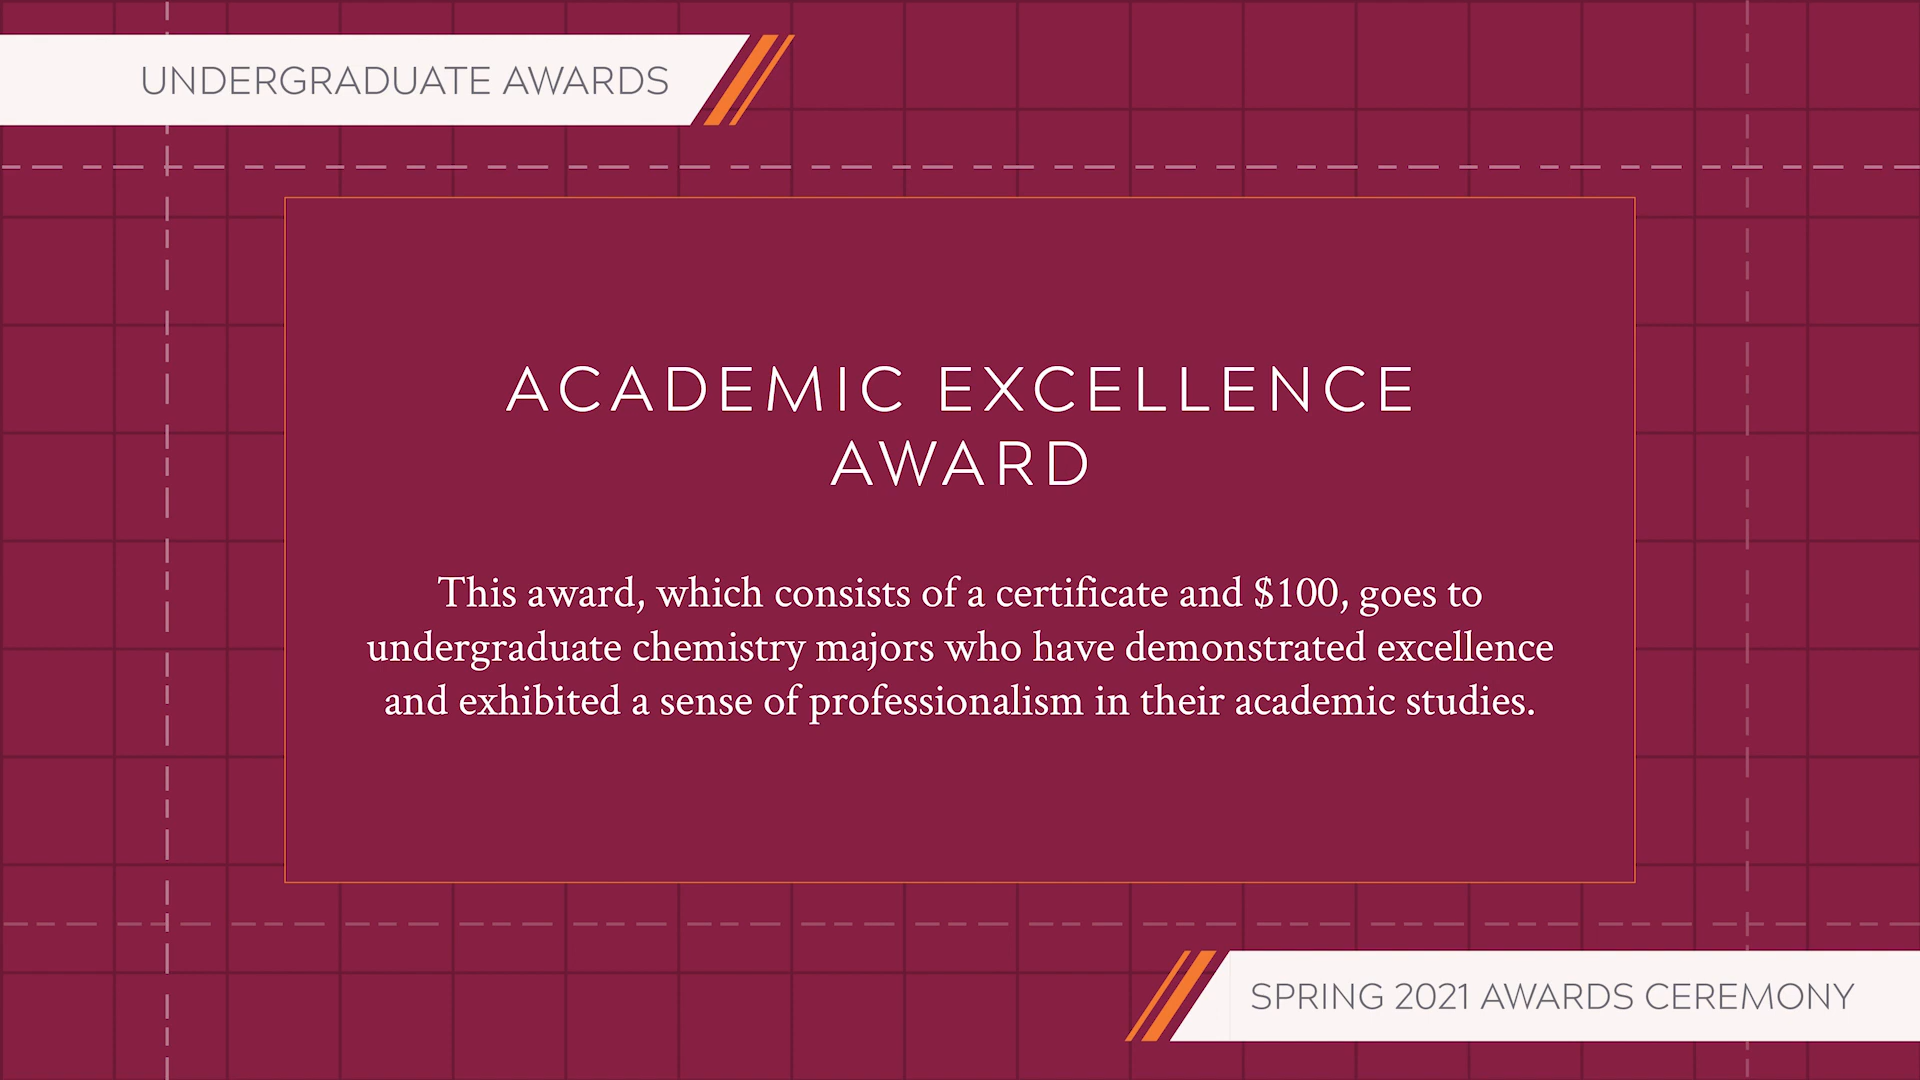 UNDERGRADUATE AWARDS
ACADEMIC EXCELLENCE
AWARD
This award, which consists of a certificate and $100, goes to
undergraduate chemistry majors who have demonstrated excellence
and exhibited a sense of professionalism in their academic studies.
SPRING 2021 AWARDS CEREMONY